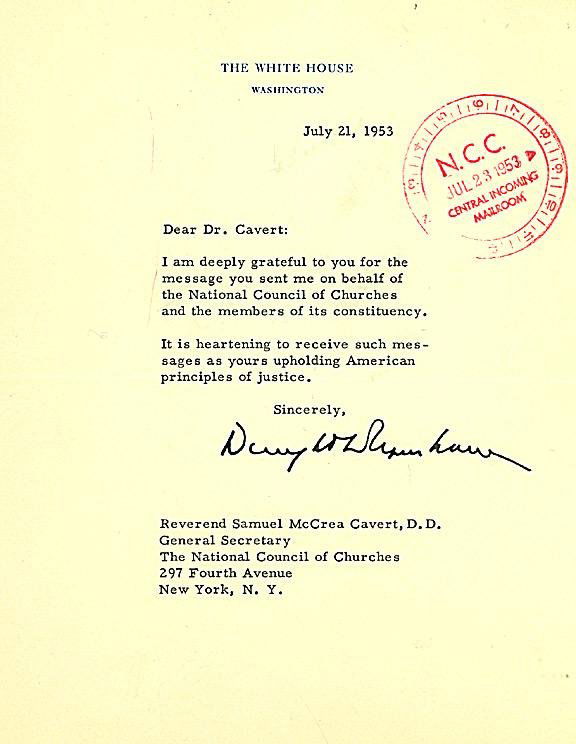 THE WHITE HOUSE
WASHINGTON
July 21, 1953
N.C.C.
JUL 23 1953 A
CENTRAL INCOMING
MAILROOM
Dear Dr. Cavert:
I am deeply grateful to you for the
message you sent me on behalf of
the National Council of Churches
and the members of its constituency.
It is heartening to receive such mes-
sages as yours upholding American
principles of justice.
Sincerely,
Dwight D. Eisenhower
Reverend Samuel McCrea Cavert, D.D.
General Secretary
The National Council of Churches
297 Fourth Avenue
New York, N. Y.